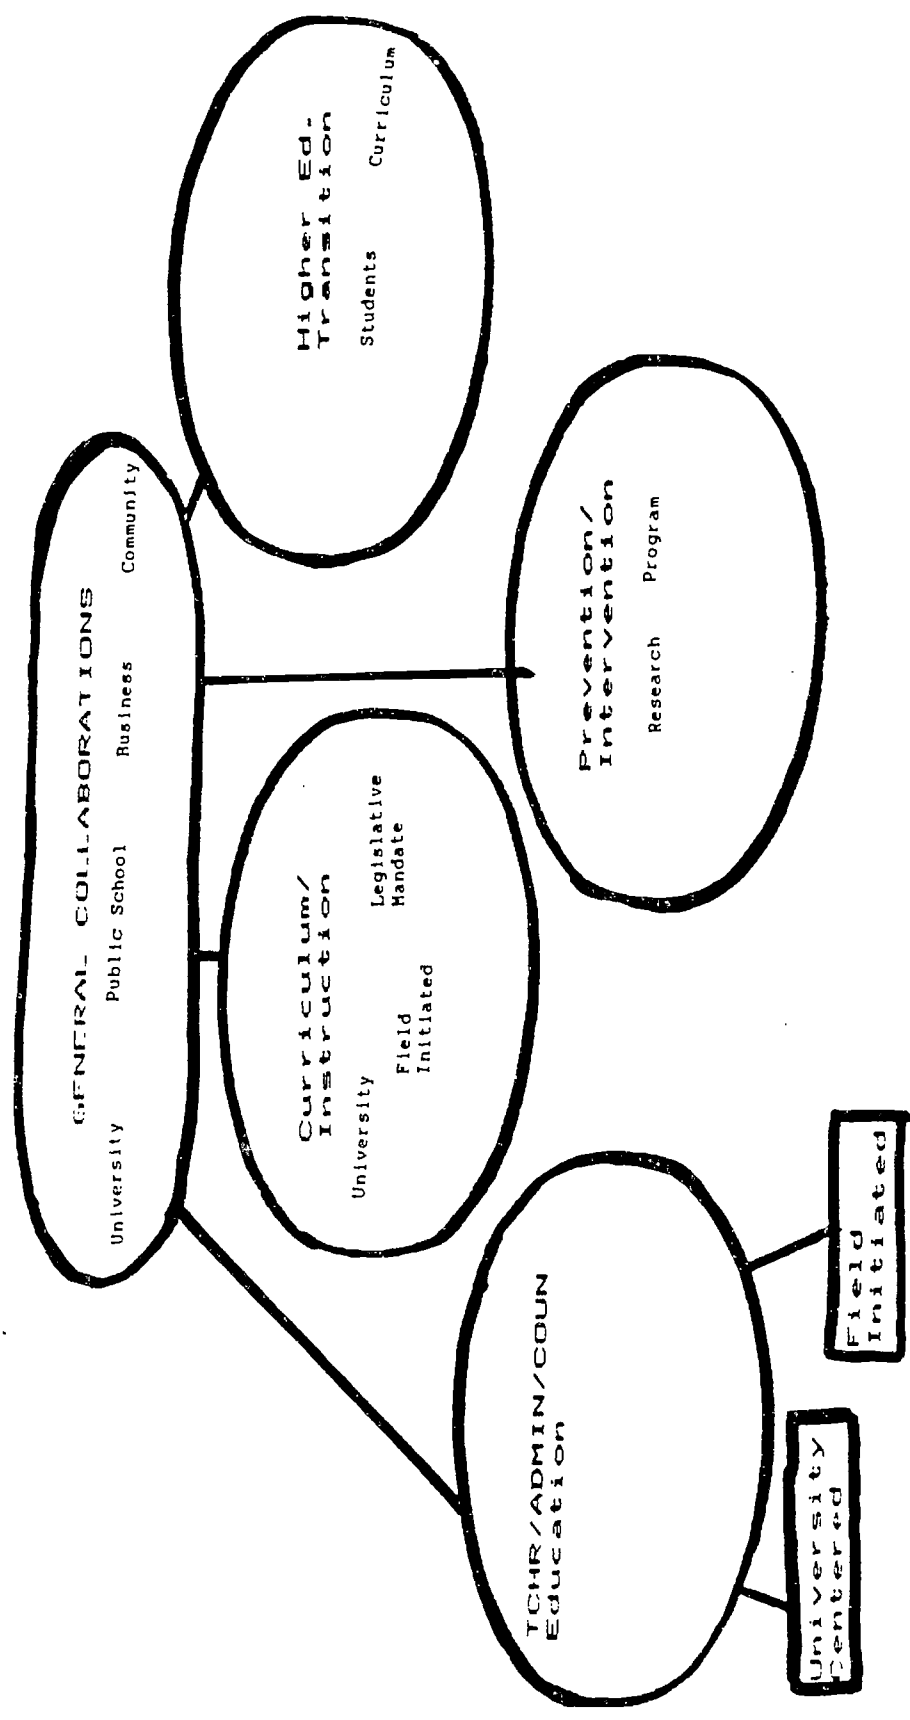 GENERAL COLLABORATIONS
University Public School Business Community
Curriculum/
Instruction
University
Field
Initiated
Legislative
Mandate
Higher Ed.
Transition
Students Curriculum
TCHR/ADMIN/COUN
Education
Prevention/
Intervention
Research Program
University
Centered
Field
Initiated